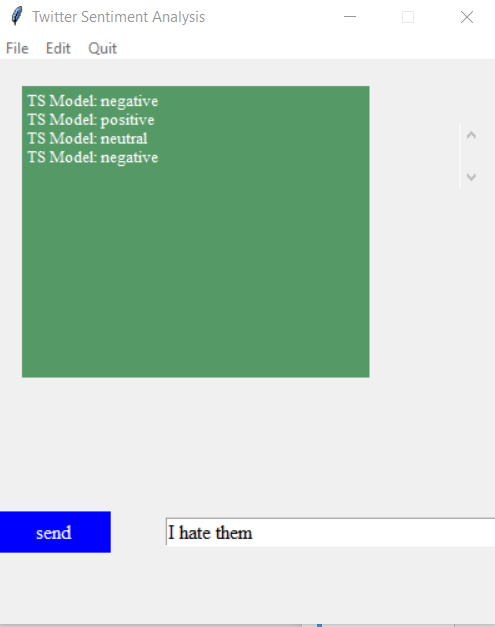 Twitter Sentiment Analysis
File Edit Quit
TS Model: negative
TS Model: positive
TS Model: neutral
TS Model: negative
send
I hate them